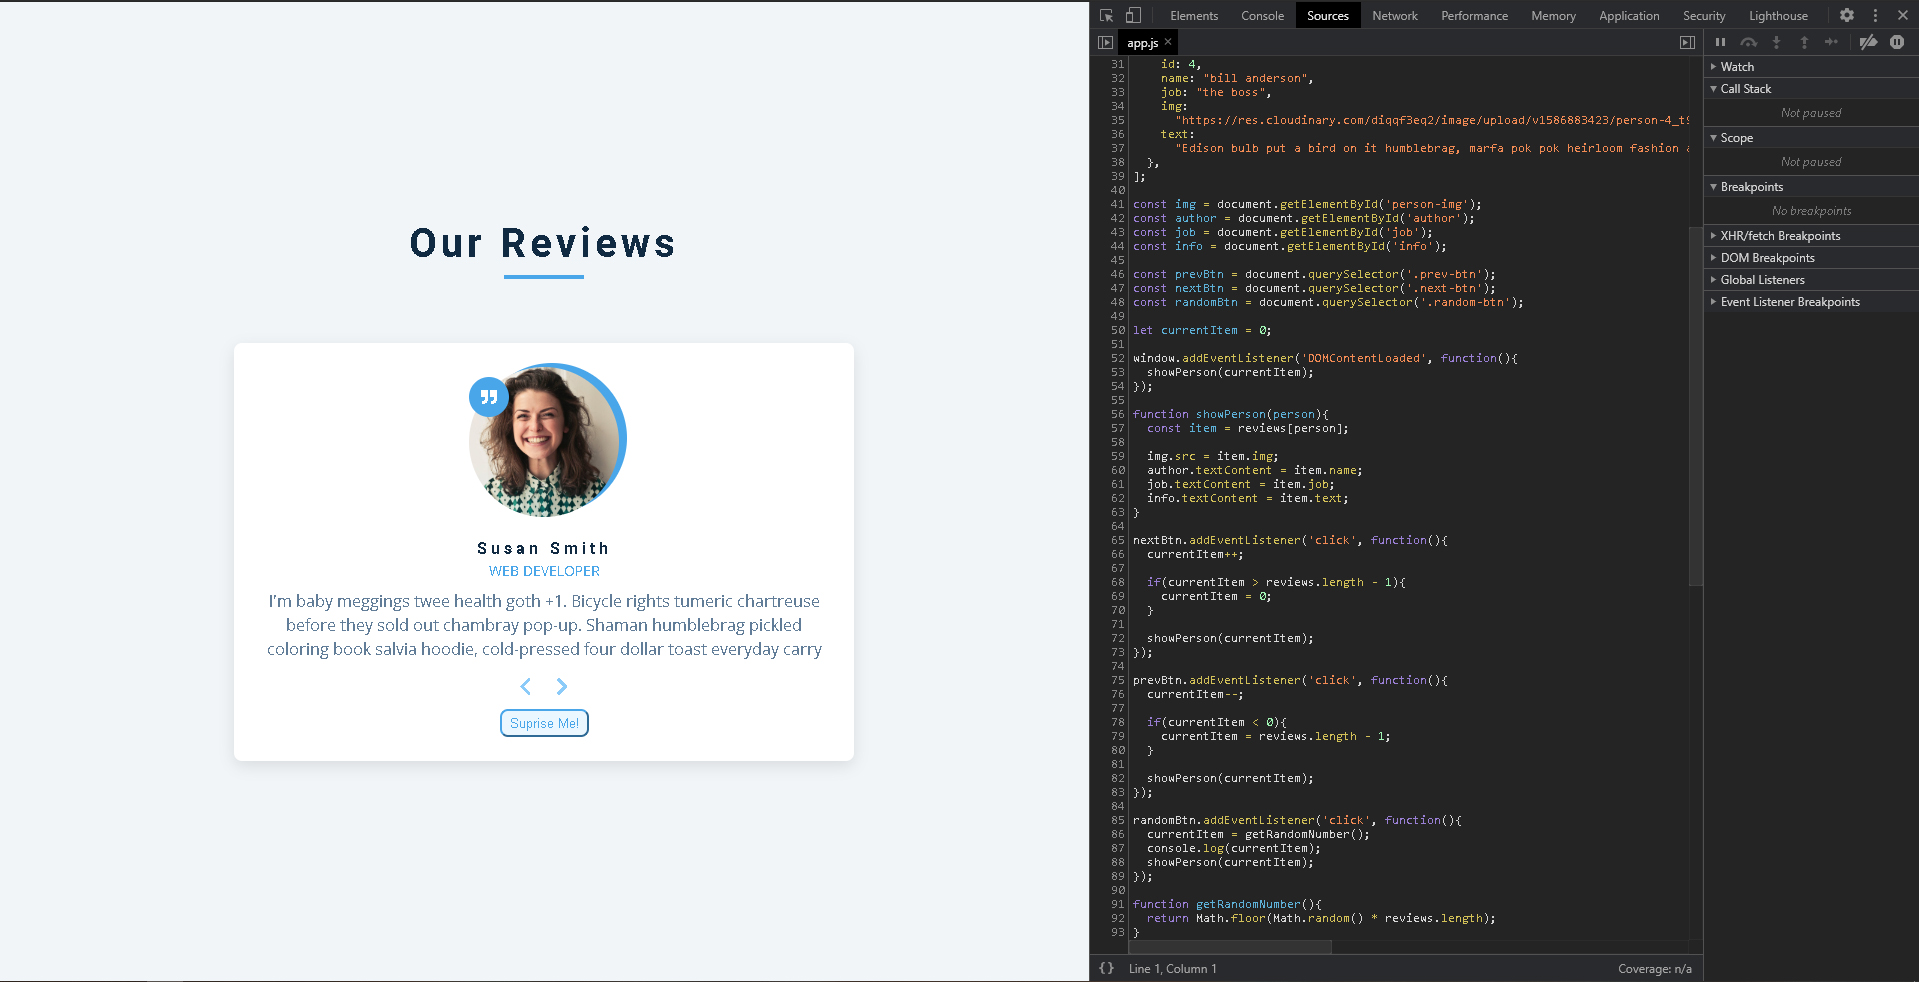 Our Reviews
Susan Smith
WEB DEVELOPER
I'm baby meggings twee health goth +1. Bicycle rights tumeric chartreuse
before they sold out chambray pop-up. Shaman humblebrag pickled
coloring book salvia hoodie, cold-pressed four dollar toast everyday carry
Suprise Me!
Elements Console Sources Network Performance Memory Application Security Lighthouse
app.js
31 id: 4,
32 name: "bill anderson",
33 job: "the boss",
34 img:
35 "https://res.cloudinary.com/diqqf3eq2/image/upload/v1586883423/person-4_t9
36 text:
37 "Edison bulb put a bird on it humblebrag, marfa pok pok heirloom fashion
38 },
39 ];
40
41 const img = document.getElementById('person-img');
42 const author = document.getElementById('author');
43 const job = document.getElementById('job');
44 const info = document.getElementById('info');
45
46 const prevBtn = document.querySelector('.prev-btn');
47 const nextBtn = document.querySelector('.next-btn');
48 const randomBtn = document.querySelector('.random-btn');
49
50 let currentItem = 0;
51
52 window.addEventListener('DOMContentLoaded', function(){
53 showPerson(currentItem);
54 });
55
56 function showPerson(person){
57 const item = reviews[person];
58
59 img.src = item.img;
60 author.textContent = item.name;
61 job.textContent = item.job;
62 info.textContent = item.text;
63 }
64
65 nextBtn.addEventListener('click', function(){
66 currentItem++;
67
68 if(currentItem > reviews.length - 1){
69 currentItem = 0;
70 }
71
72 showPerson(currentItem);
73 });
74
75 prevBtn.addEventListener('click', function(){
76 currentItem--;
77
78 if(currentItem < 0){
79 currentItem = reviews.length - 1;
80 }
81
82 showPerson(currentItem);
83 });
84
85 randomBtn.addEventListener('click', function(){
86 currentItem = getRandomNumber();
87 console.log(currentItem);
88 showPerson(currentItem);
89 });
90
91 function getRandomNumber(){
92 return Math.floor(Math.random() * reviews.length);
93 }
{} Line 1, Column 1
Coverage: n/a
Watch
Call Stack
Not paused
Scope
Not paused
Breakpoints
No breakpoints
XHR/fetch Breakpoints
DOM Breakpoints
Global Listeners
Event Listener Breakpoints